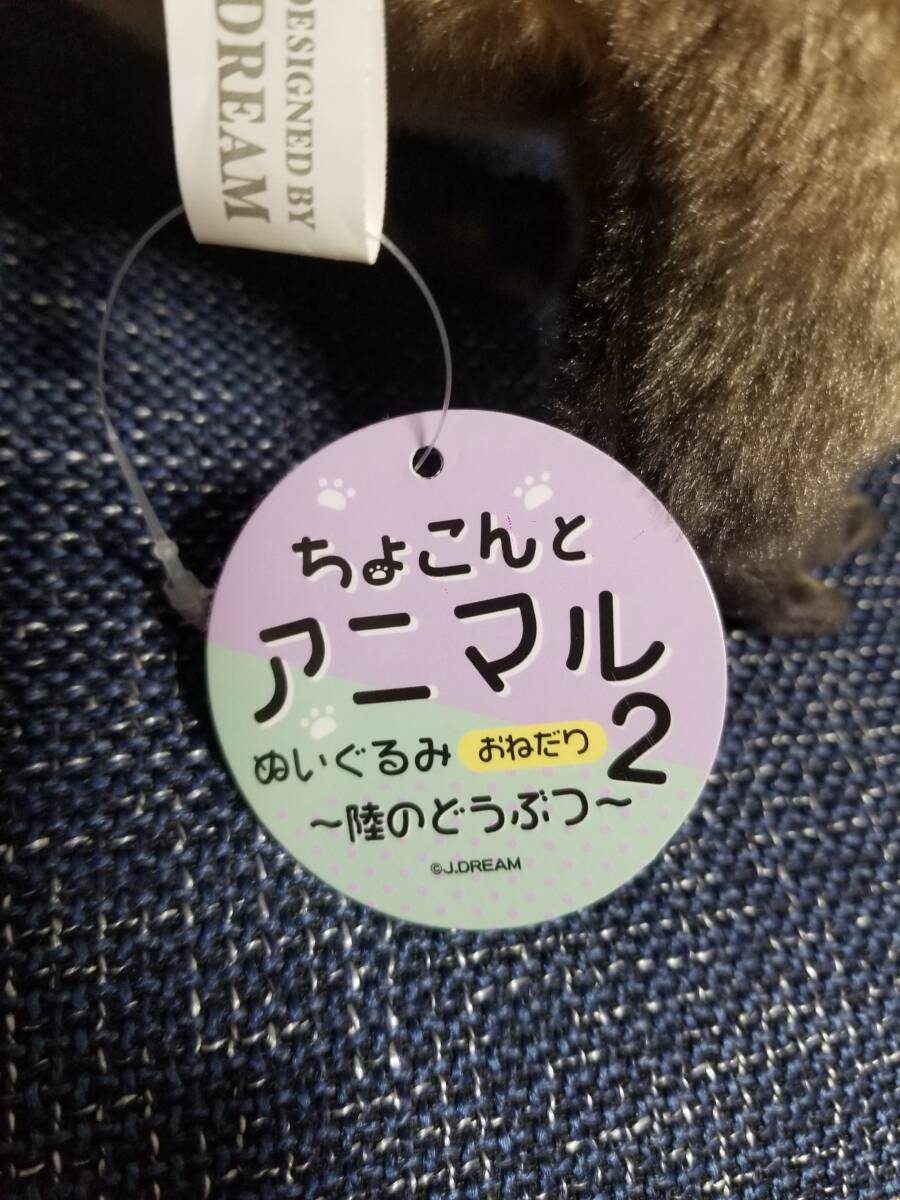 DESIGNED BY
DREAM
ちょこんと
アニマル
2
ぬいぐるみ おねだり
～陸のどうぶつ～
©J.DREAM